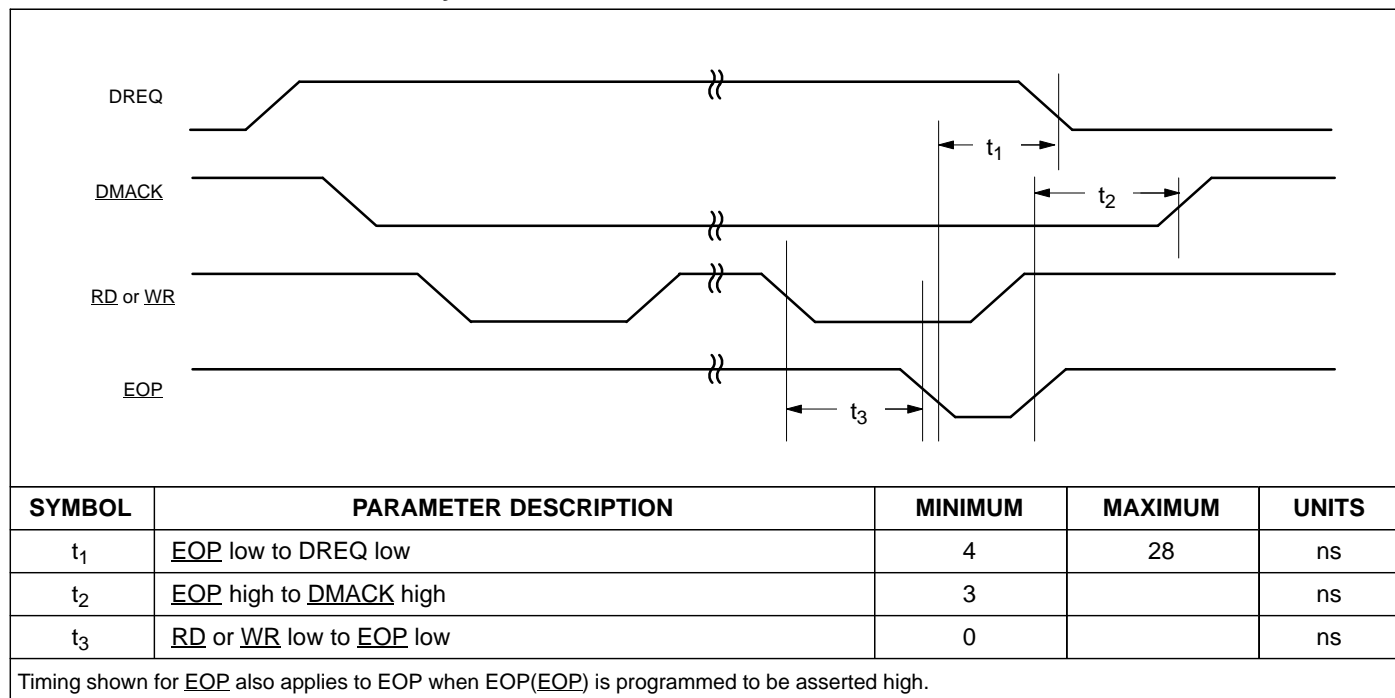 DREQ
t1
DMACK
t2
RD or WR
EOP
t3
SYMBOL PARAMETER DESCRIPTION MINIMUM MAXIMUM UNITS
t1 EOP low to DREQ low 4 28 ns
t2 EOP high to DMACK high 3 ns
t3 RD or WR low to EOP low 0 ns
Timing shown for EOP also applies to EOP when EOP(EOP) is programmed to be asserted high.